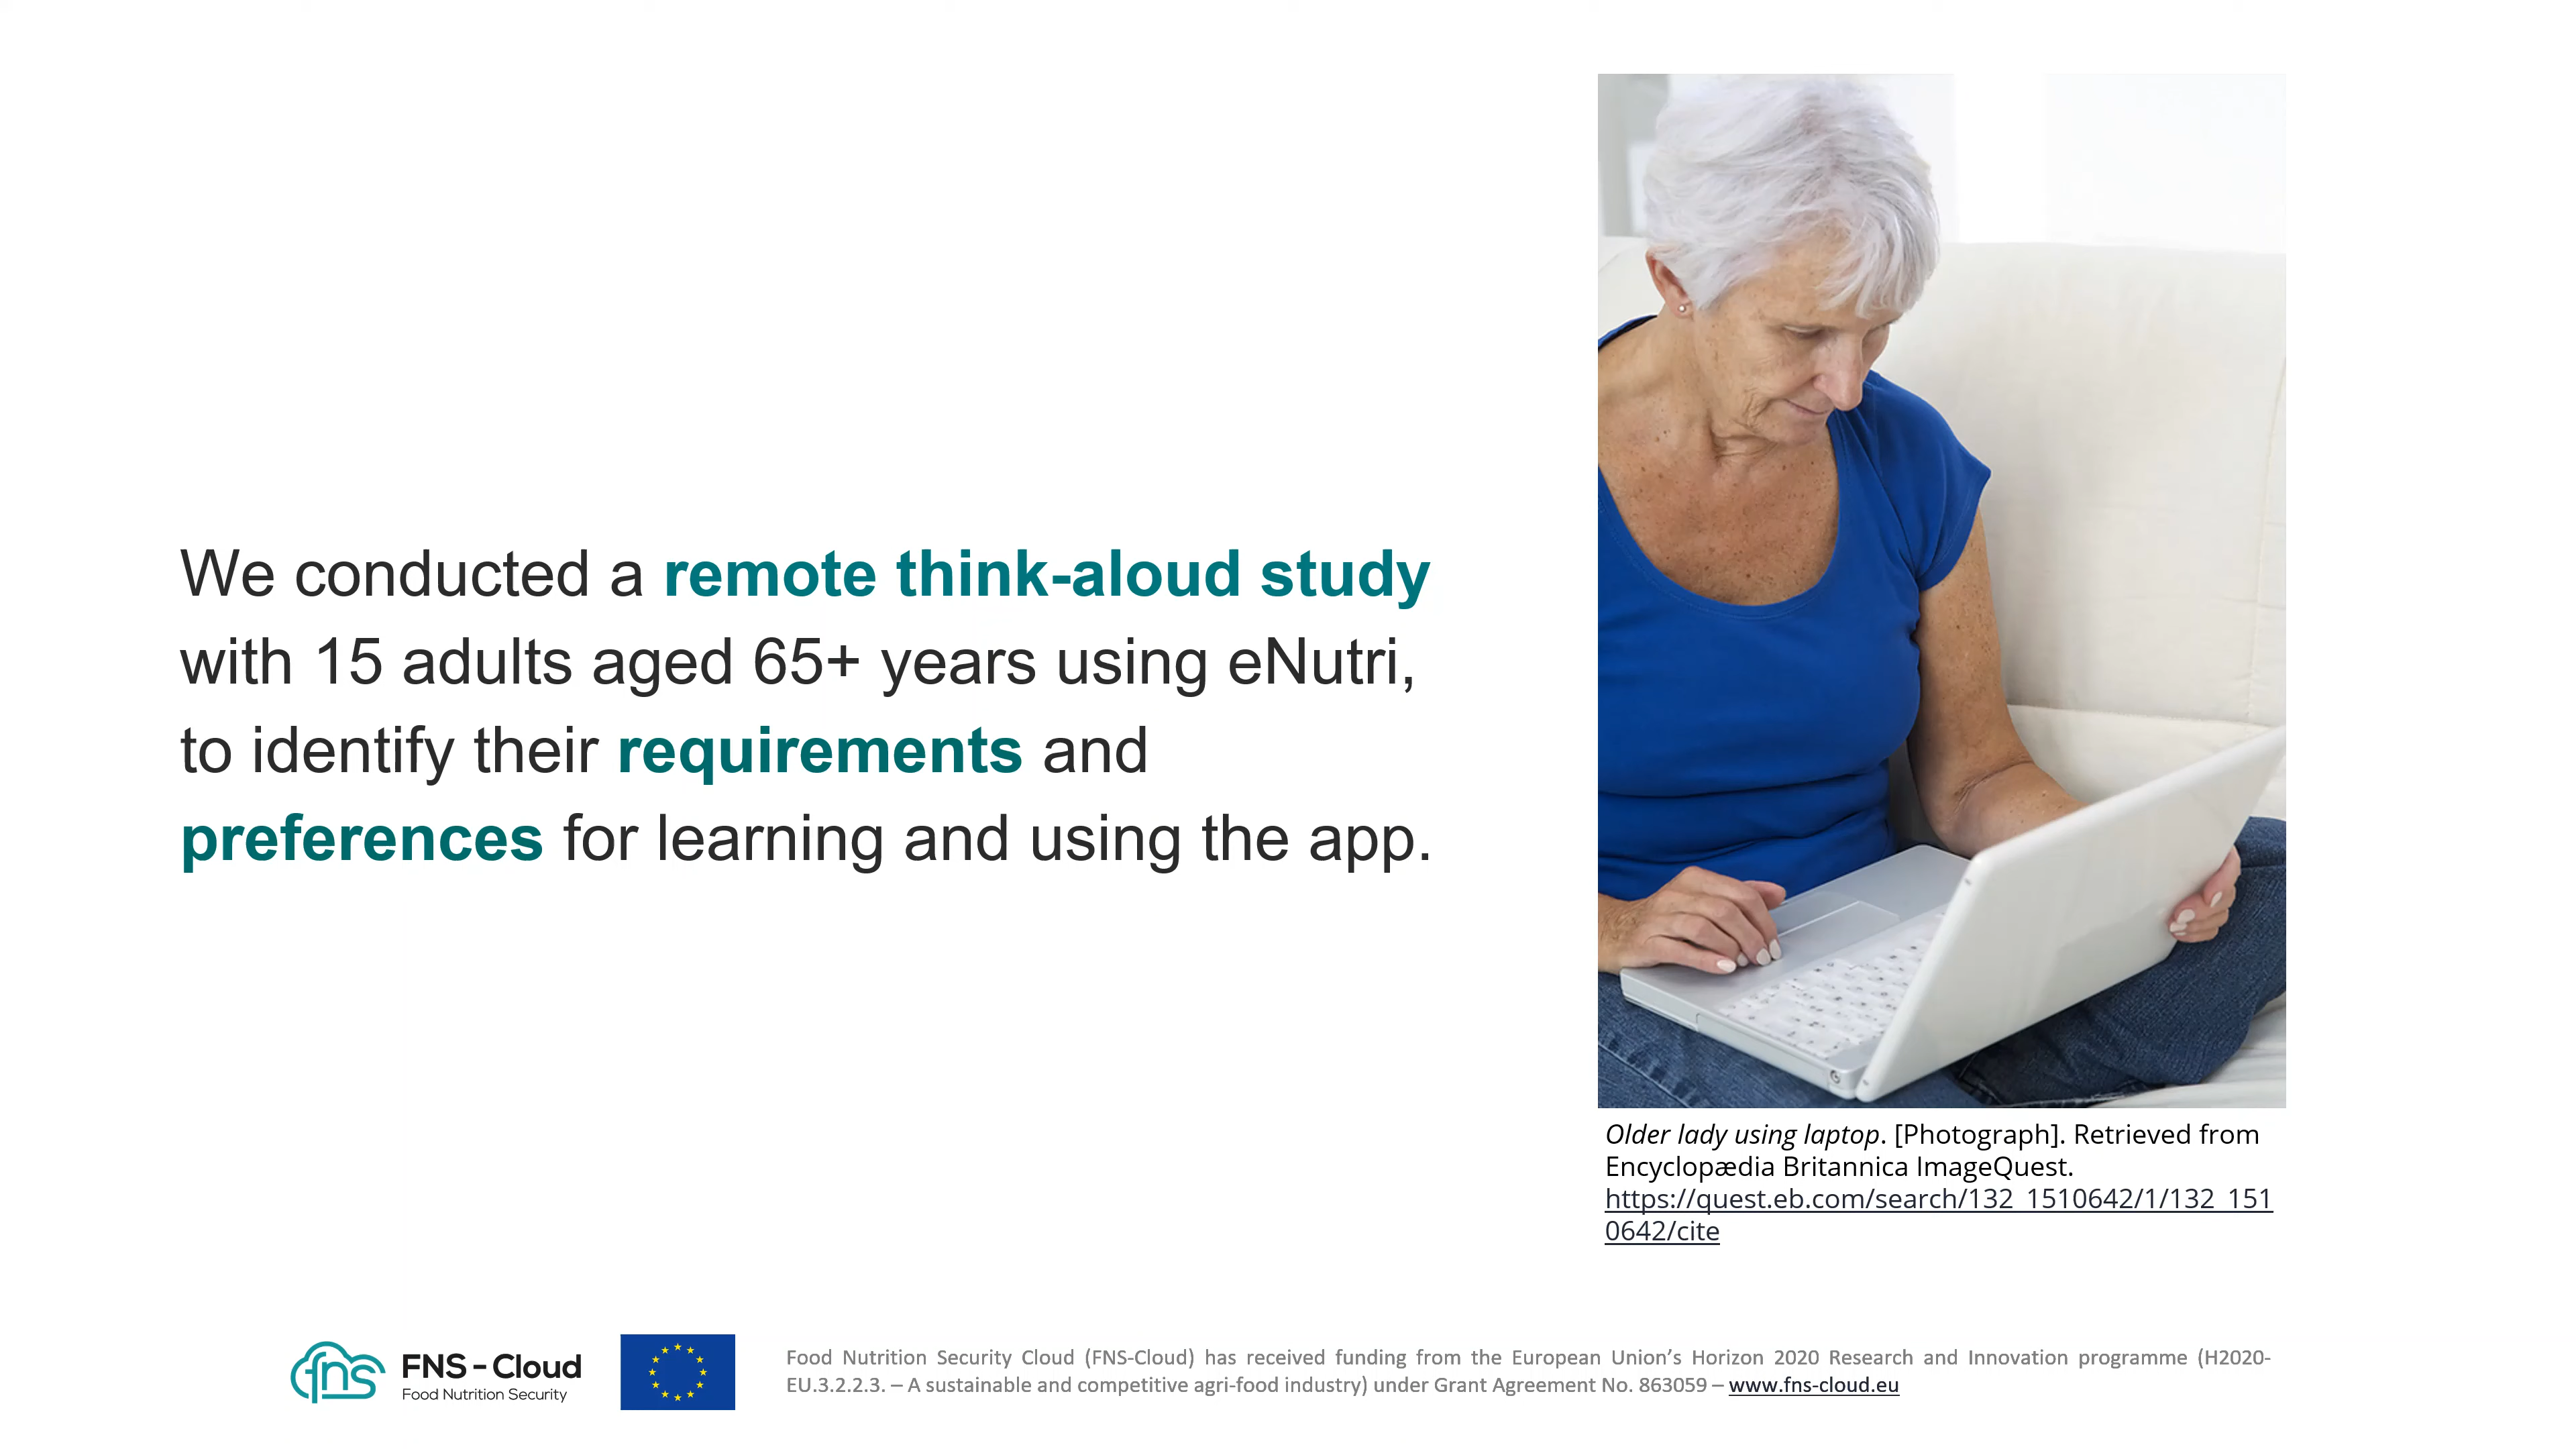 We conducted a remote think-aloud study
with 15 adults aged 65+ years using eNutri,
to identify their requirements and
preferences for learning and using the app.
Older lady using laptop. [Photograph]. Retrieved from
Encyclopædia Britannica ImageQuest.
https://quest.eb.com/search/132_1510642/1/132_151
0642/cite
fns
FNS - Cloud
Food Nutrition Security
Food Nutrition Security Cloud (FNS-Cloud) has received funding from the European Union’s Horizon 2020 Research and Innovation programme (H2020-
EU.3.2.2.3. – A sustainable and competitive agri-food industry) under Grant Agreement No. 863059 – www.fns-cloud.eu